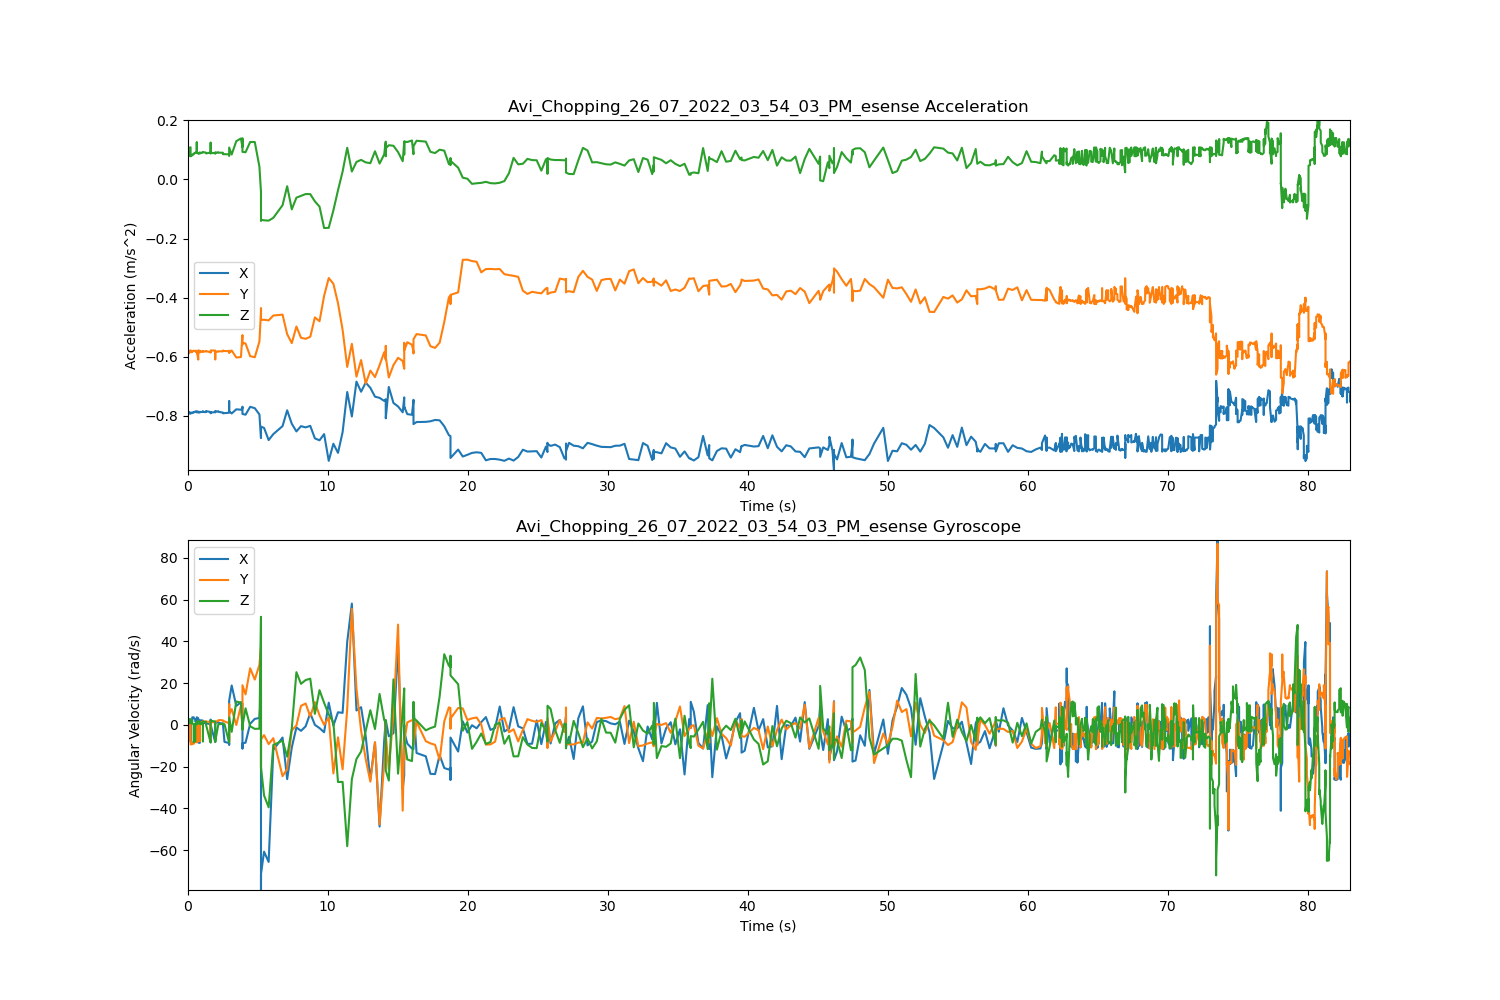 Avi_Chopping_26_07_2022_03_54_03_PM_esense Acceleration
Acceleration (m/s^2)
0.2
0.0
−0.2
−0.4
−0.6
−0.8
X
Y
Z
0 10 20 30 40 50 60 70 80
Time (s)
Avi_Chopping_26_07_2022_03_54_03_PM_esense Gyroscope
Angular Velocity (rad/s)
80
60
40
20
0
−20
−40
−60
X
Y
Z
0 10 20 30 40 50 60 70 80
Time (s)